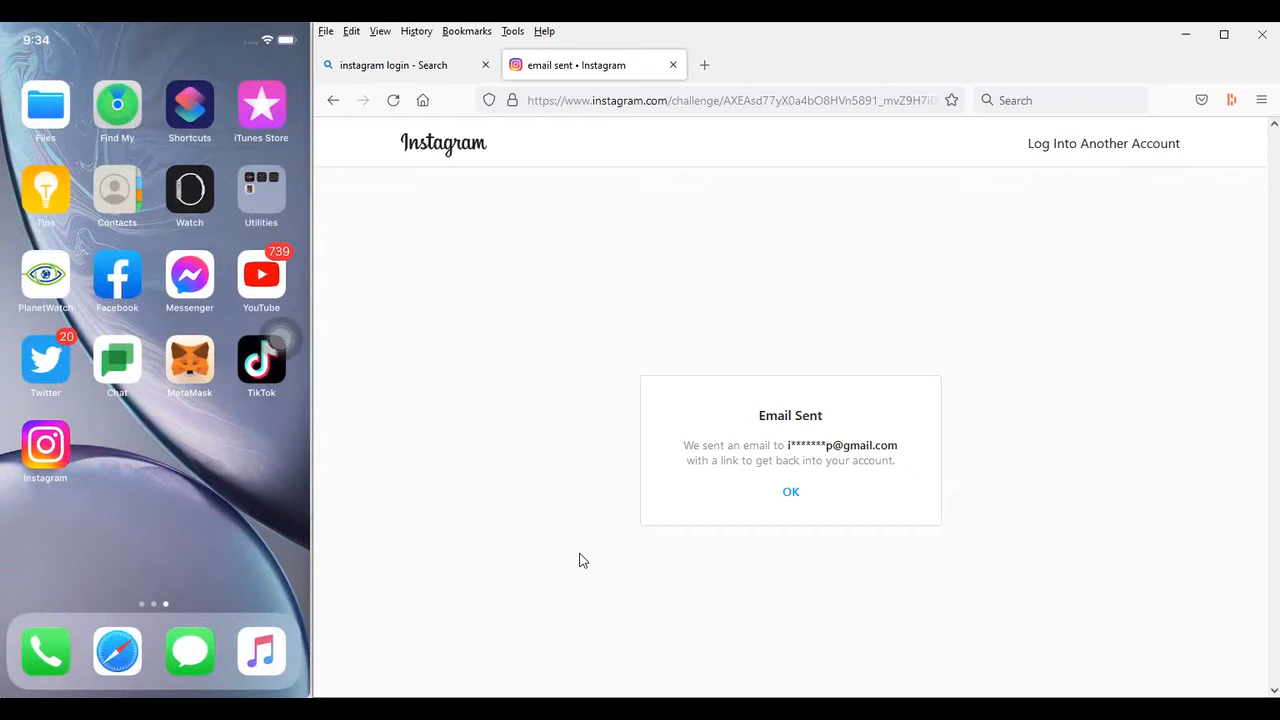 9:34
Files
Find My
Shortcuts
iTunes Store
Tips
Contacts
Watch
Utilities
739
PlanetWatch
Facebook
Messenger
YouTube
20
Twitter
Chat
MetaMask
TikTok
Instagram
File Edit View History Bookmarks Tools Help
instagram login - Search
email sent • Instagram
https://www.instagram.com/challenge/AXEAsd77yX0a4bO8HVn5891_mvZ9H7iD
Search
Instagram
Log Into Another Account
Email Sent
We sent an email to i*******p@gmail.com
with a link to get back into your account.
OK